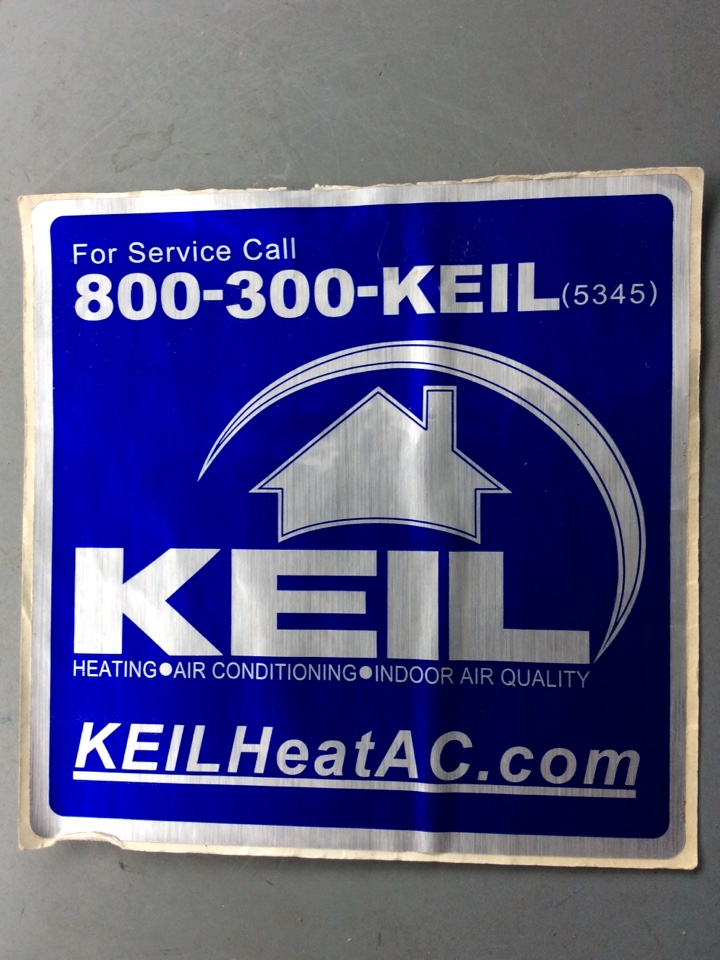 For Service Call
800-300-KEIL (5345)
KEIL
HEATING●AIR CONDITIONING●INDOOR AIR QUALITY
KEILHeatAC.com